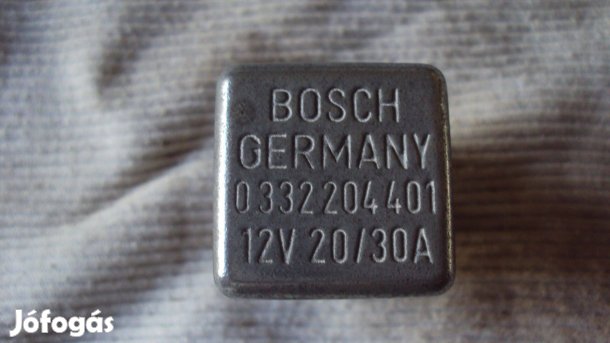 BOSCH
GERMANY
0 332 204 401
12V 20/30A
Jófogás